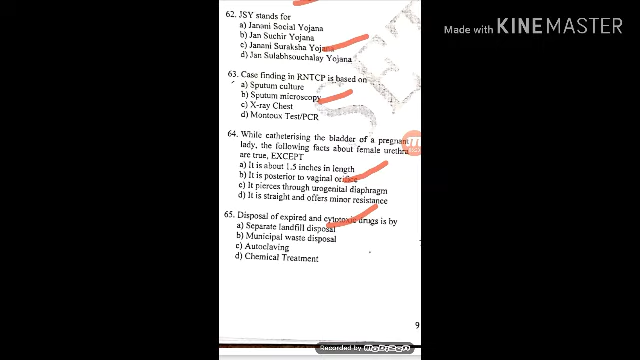 62. JSY stands for
a) Janani Social Yojana
b) Jan Suchir Yojana
c) Janani Suraksha Yojana
d) Jan Sulabhsouchalay Yojana
63. Case finding in RNTCP is based on
a) Sputum culture
b) Sputum microscopy
c) X-ray Chest
d) Montoux Test/PCR
64. While catheterising the bladder of a pregnant
lady, the following facts about female urethra
are true, EXCEPT
a) It is about 1.5 inches in length
b) It is posterior to vaginal orifice
c) It pierces through urogenital diaphragm
d) It is straight and offers minor resistance
65. Disposal of expired and cytotoxic drugs is by
a) Separate landfill disposal
b) Municipal waste disposal
c) Autoclaving
d) Chemical Treatment
9
SET
Made with KINEMASTER
Recorded by